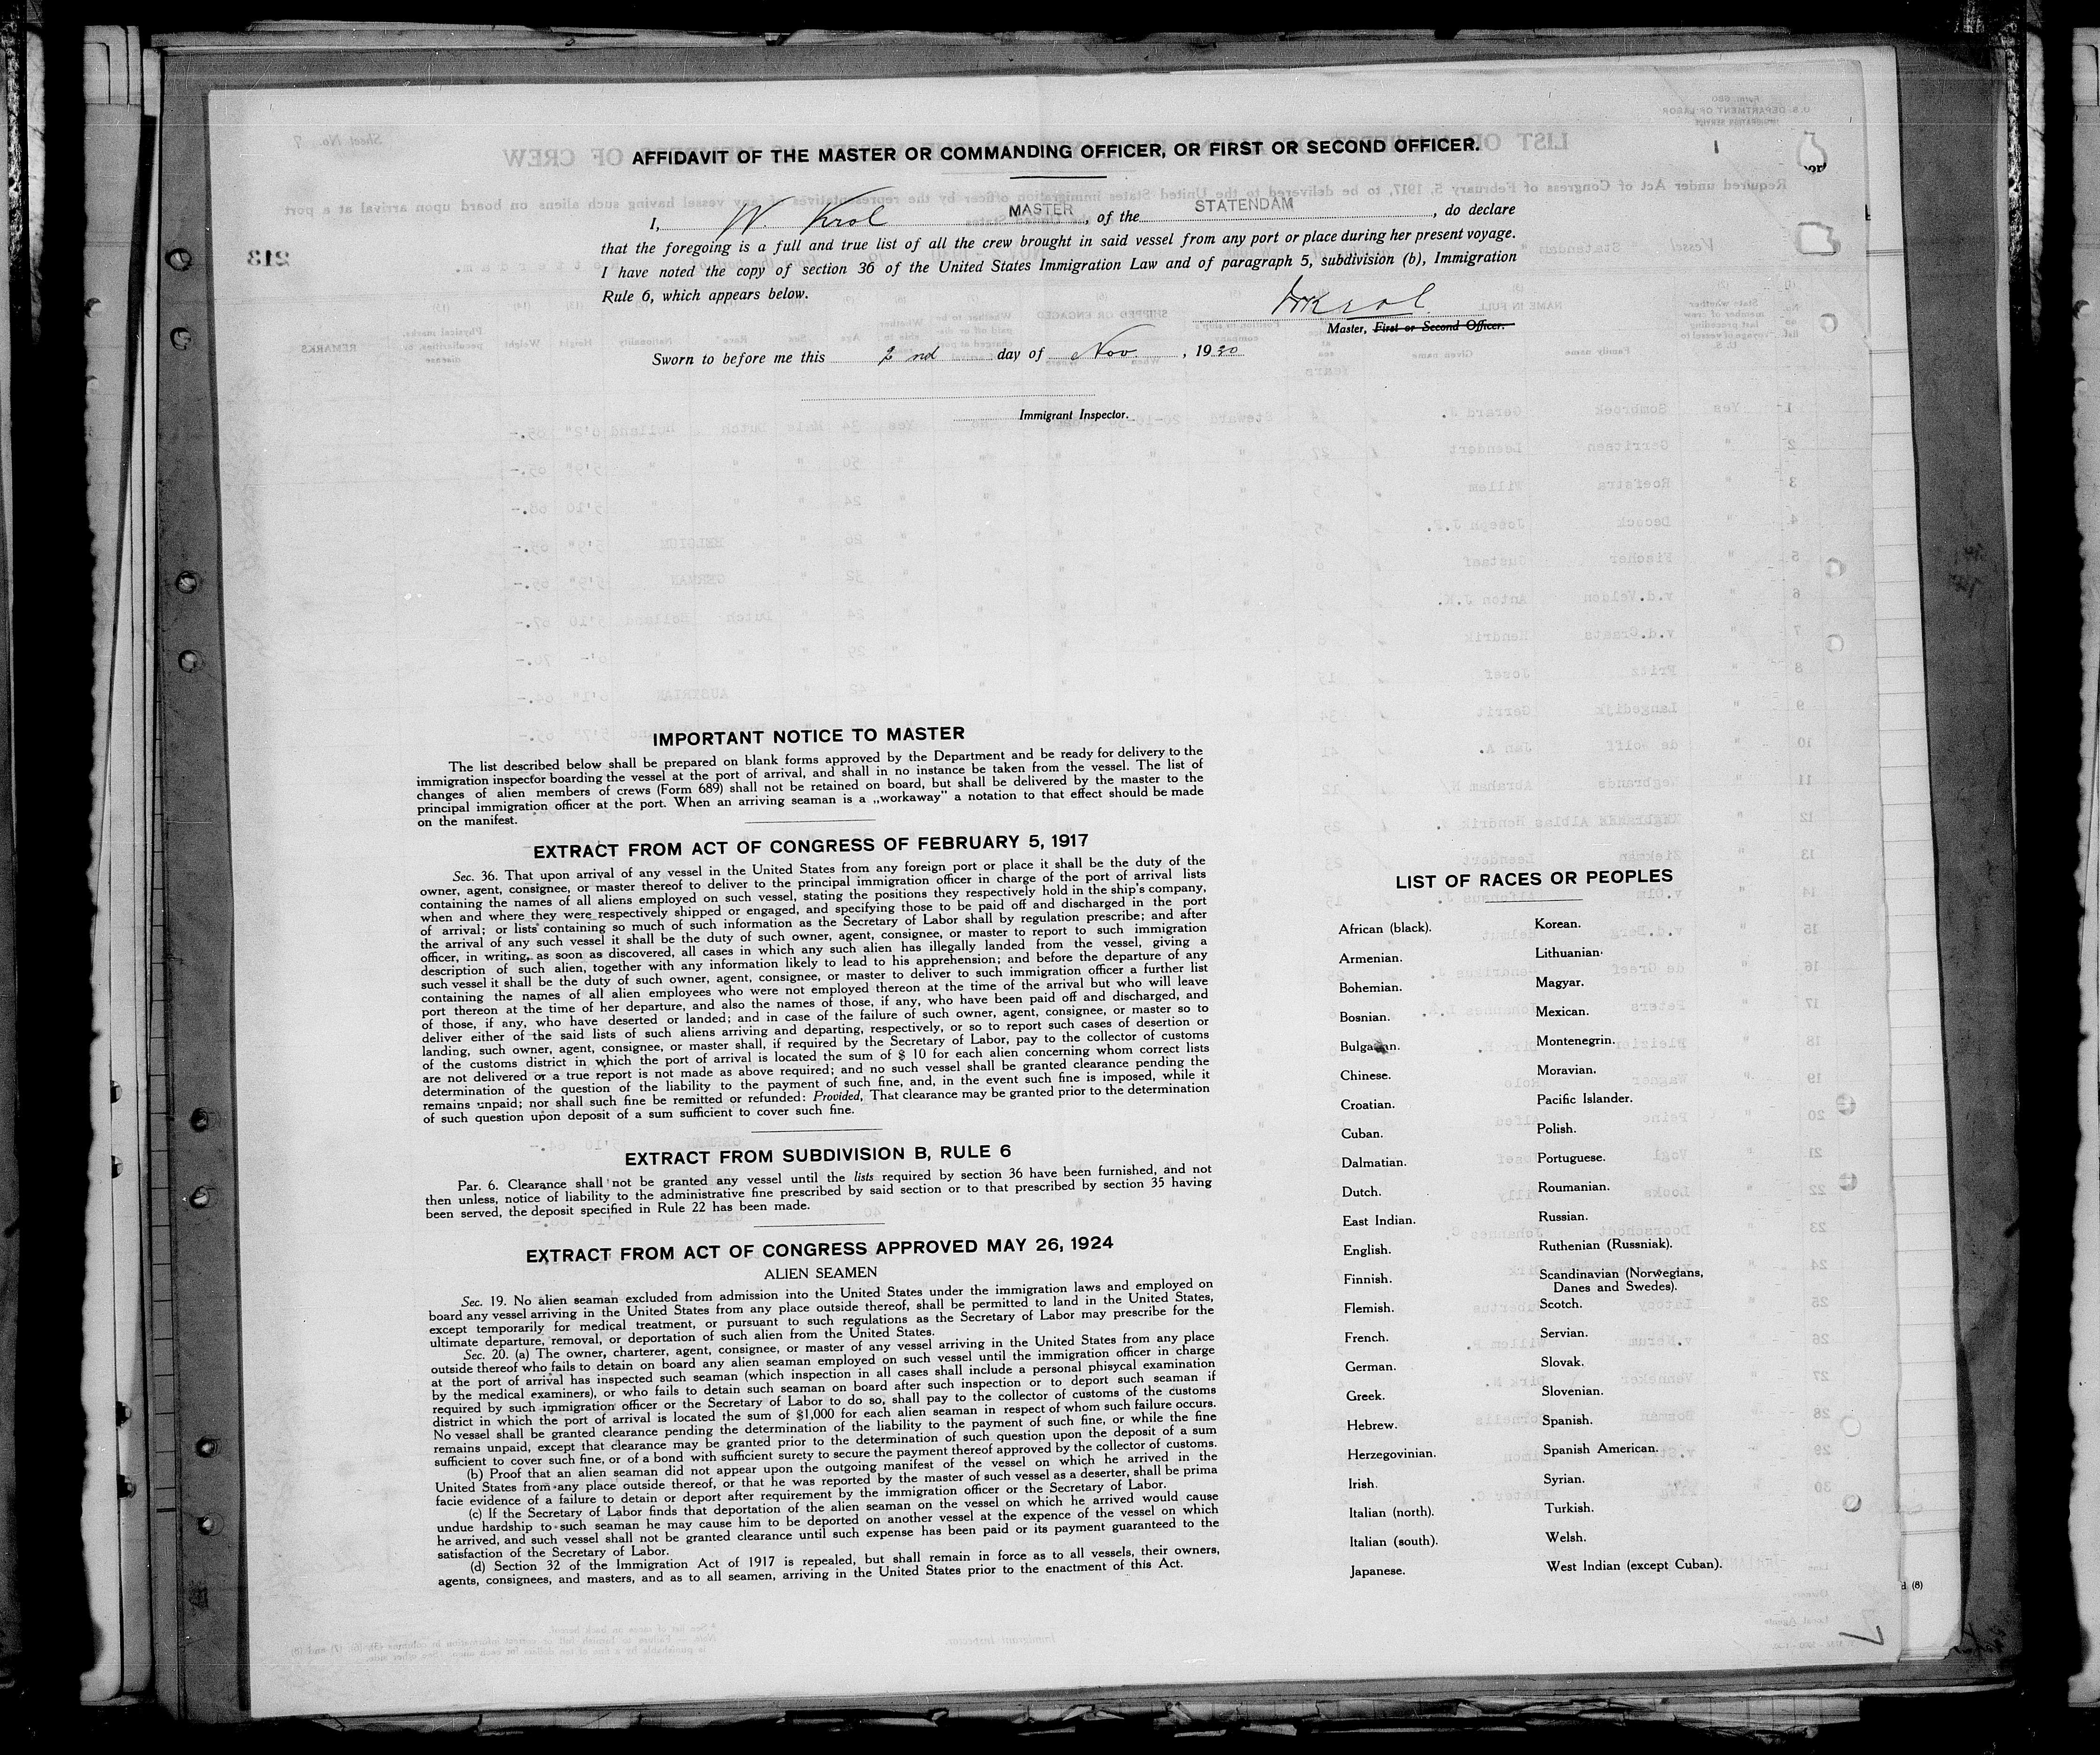 AFFIDAVIT OF THE MASTER OR COMMANDING OFFICER, OR FIRST OR SECOND OFFICER.
I, W. Krol MASTER, of the STATENDAM, do declare
that the foregoing is a full and true list of all the crew brought in said vessel from any port or place during her present voyage.
I have noted the copy of section 36 of the United States Immigration Law and of paragraph 5, subdivision (b), Immigration
Rule 6, which appears below.
WKrol.
Master, First or Second Officer.
Sworn to before me this 2nd day of Nov., 1930
Immigrant Inspector.
213
IMPORTANT NOTICE TO MASTER
The list described below shall be prepared on blank forms approved by the Department and be ready for delivery to the
immigration inspector boarding the vessel at the port of arrival, and shall in no instance be taken from the vessel. The list of
changes of alien members of crews (Form 689) shall not be retained on board, but shall be delivered by the master to the
principal immigration officer at the port. When an arriving seaman is a „workaway” a notation to that effect should be made
on the manifest.
EXTRACT FROM ACT OF CONGRESS OF FEBRUARY 5, 1917
Sec. 36. That upon arrival of any vessel in the United States from any foreign port or place it shall be the duty of the
owner, agent, consignee, or master thereof to deliver to the principal immigration officer in charge of the port of arrival lists
containing the names of all aliens employed on such vessel, stating the positions they respectively hold in the ship's company,
when and where they were respectively shipped or engaged, and specifying those to be paid off and discharged in the port
of arrival; or lists containing so much of such information as the Secretary of Labor shall by regulation prescribe; and after
the arrival of any such vessel it shall be the duty of such owner, agent, consignee, or master to report to such immigration
officer, in writing, as soon as discovered, all cases in which any such alien has illegally landed from the vessel, giving a
description of such alien, together with any information likely to lead to his apprehension; and before the departure of any
such vessel it shall be the duty of such owner, agent, consignee, or master to deliver to such immigration officer a further list
containing the names of all alien employees who were not employed thereon at the time of the arrival but who will leave
port thereon at the time of her departure, and also the names of those, if any, who have been paid off and discharged, and
of those, if any, who have deserted or landed; and in case of the failure of such owner, agent, consignee, or master so to
deliver either of the said lists of such aliens arriving and departing, respectively, or so to report such cases of desertion or
landing, such owner, agent, consignee, or master shall, if required by the Secretary of Labor, pay to the collector of customs
of the customs district in which the port of arrival is located the sum of $ 10 for each alien concerning whom correct lists
are not delivered or a true report is not made as above required; and no such vessel shall be granted clearance pending the
determination of the question of the liability to the payment of such fine, and, in the event such fine is imposed, while it
remains unpaid; nor shall such fine be remitted or refunded: Provided, That clearance may be granted prior to the determination
of such question upon deposit of a sum sufficient to cover such fine.
EXTRACT FROM SUBDIVISION B, RULE 6
Par. 6. Clearance shall not be granted any vessel until the lists required by section 36 have been furnished, and not
then unless, notice of liability to the administrative fine prescribed by said section or to that prescribed by section 35 having
been served, the deposit specified in Rule 22 has been made.
EXTRACT FROM ACT OF CONGRESS APPROVED MAY 26, 1924
ALIEN SEAMEN
Sec. 19. No alien seaman excluded from admission into the United States under the immigration laws and employed on
board any vessel arriving in the United States from any place outside thereof, shall be permitted to land in the United States,
except temporarily for medical treatment, or pursuant to such regulations as the Secretary of Labor may prescribe for the
ultimate departure, removal, or deportation of such alien from the United States.
Sec. 20. (a) The owner, charterer, agent, consignee, or master of any vessel arriving in the United States from any place
outside thereof who fails to detain on board any alien seaman employed on such vessel until the immigration officer in charge
at the port of arrival has inspected such seaman (which inspection in all cases shall include a personal phisycal examination
by the medical examiners), or who fails to detain such seaman on board after such inspection or to deport such seaman if
required by such immigration officer or the Secretary of Labor to do so, shall pay to the collector of customs of the customs
district in which the port of arrival is located the sum of $1,000 for each alien seaman in respect of whom such failure occurs.
No vessel shall be granted clearance pending the determination of the liability to the payment of such fine, or while the fine
remains unpaid, except that clearance may be granted prior to the determination of such question upon the deposit of a sum
sufficient to cover such fine, or of a bond with sufficient surety to secure the payment thereof approved by the collector of customs.
(b) Proof that an alien seaman did not appear upon the outgoing manifest of the vessel on which he arrived in the
United States from any place outside thereof, or that he was reported by the master of such vessel as a deserter, shall be prima
facie evidence of a failure to detain or deport after requirement by the immigration officer or the Secretary of Labor.
(c) If the Secretary of Labor finds that deportation of the alien seaman on the vessel on which he arrived would cause
undue hardship to such seaman he may cause him to be deported on another vessel at the expence of the vessel on which
he arrived, and such vessel shall not be granted clearance until such expense has been paid or its payment guaranteed to the
satisfaction of the Secretary of Labor.
(d) Section 32 of the Immigration Act of 1917 is repealed, but shall remain in force as to all vessels, their owners,
agents, consignees, and masters, and as to all seamen, arriving in the United States prior to the enactment of this Act.
LIST OF RACES OR PEOPLES
African (black).
Armenian.
Bohemian.
Bosnian.
Bulgarian.
Chinese.
Croatian.
Cuban.
Dalmatian.
Dutch.
East Indian.
English.
Finnish.
Flemish.
French.
German.
Greek.
Hebrew.
Herzegovinian.
Irish.
Italian (north).
Italian (south).
Japanese.
Korean.
Lithuanian.
Magyar.
Mexican.
Montenegrin.
Moravian.
Pacific Islander.
Polish.
Portuguese.
Roumanian.
Russian.
Ruthenian (Russniak).
Scandinavian (Norwegians,
Danes and Swedes).
Scotch.
Servian.
Slovak.
Slovenian.
Spanish.
Spanish American.
Syrian.
Turkish.
Welsh.
West Indian (except Cuban).
7